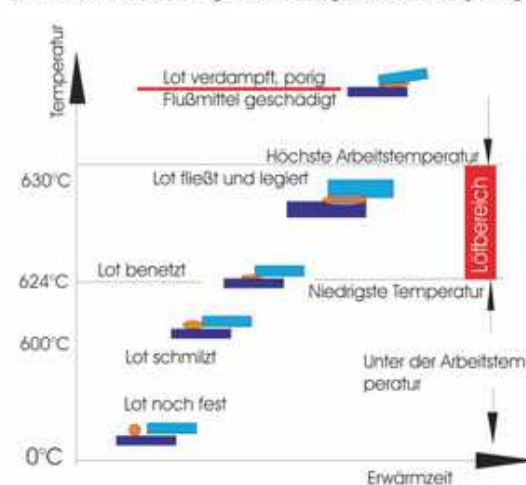 Temperatur
Lot verdampft, porig
Flußmittel geschädigt
Höchste Arbeitstemperatur
630°C
Lot fließt und legiert
Lötbereich
Lot benetzt
624°C
Niedrigste Temperatur
600°C
Lot schmilzt
Unter der Arbeitstem
peratur
Lot noch fest
0°C
Erwärmzeit